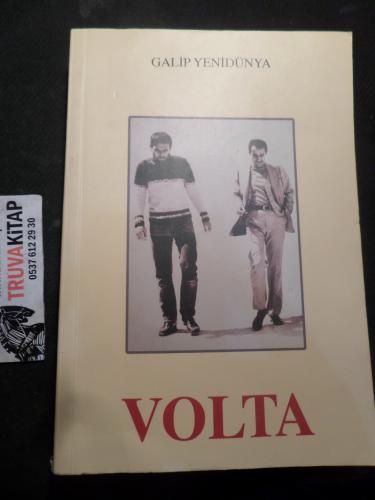 GALİP YENİDÜNYA
VOLTA
TRUVAKİTAP
0537 612 29 30